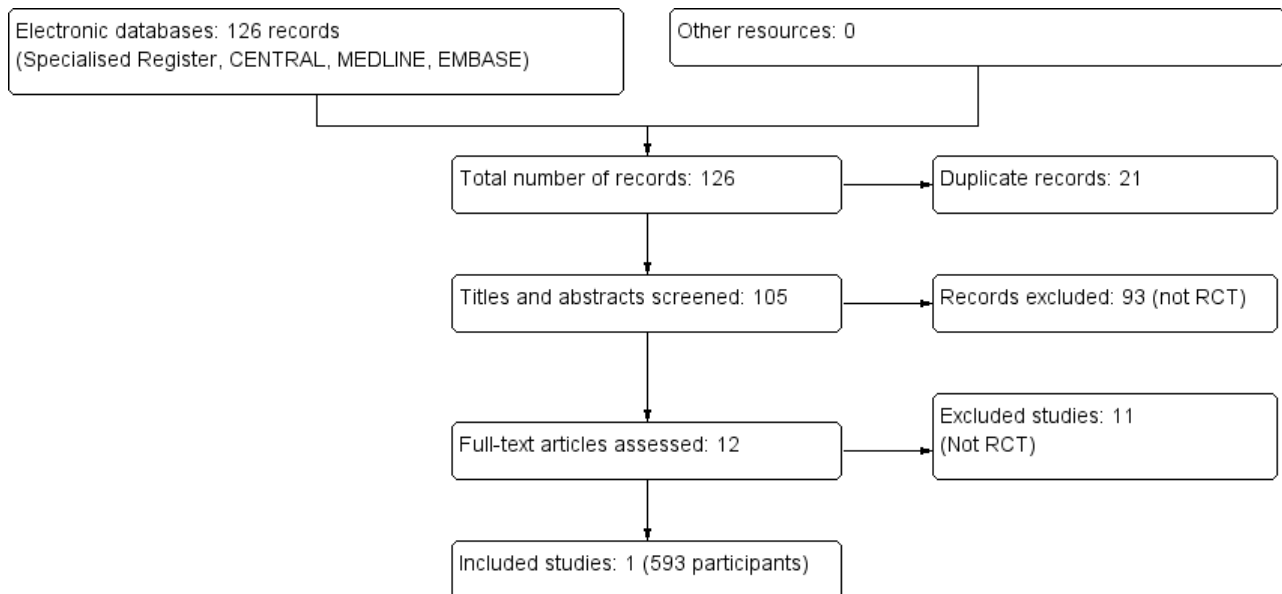 Electronic databases: 126 records
(Specialised Register, CENTRAL, MEDLINE, EMBASE)
Other resources: 0
Total number of records: 126
Duplicate records: 21
Titles and abstracts screened: 105
Records excluded: 93 (not RCT)
Full-text articles assessed: 12
Excluded studies: 11
(Not RCT)
Included studies: 1 (593 participants)